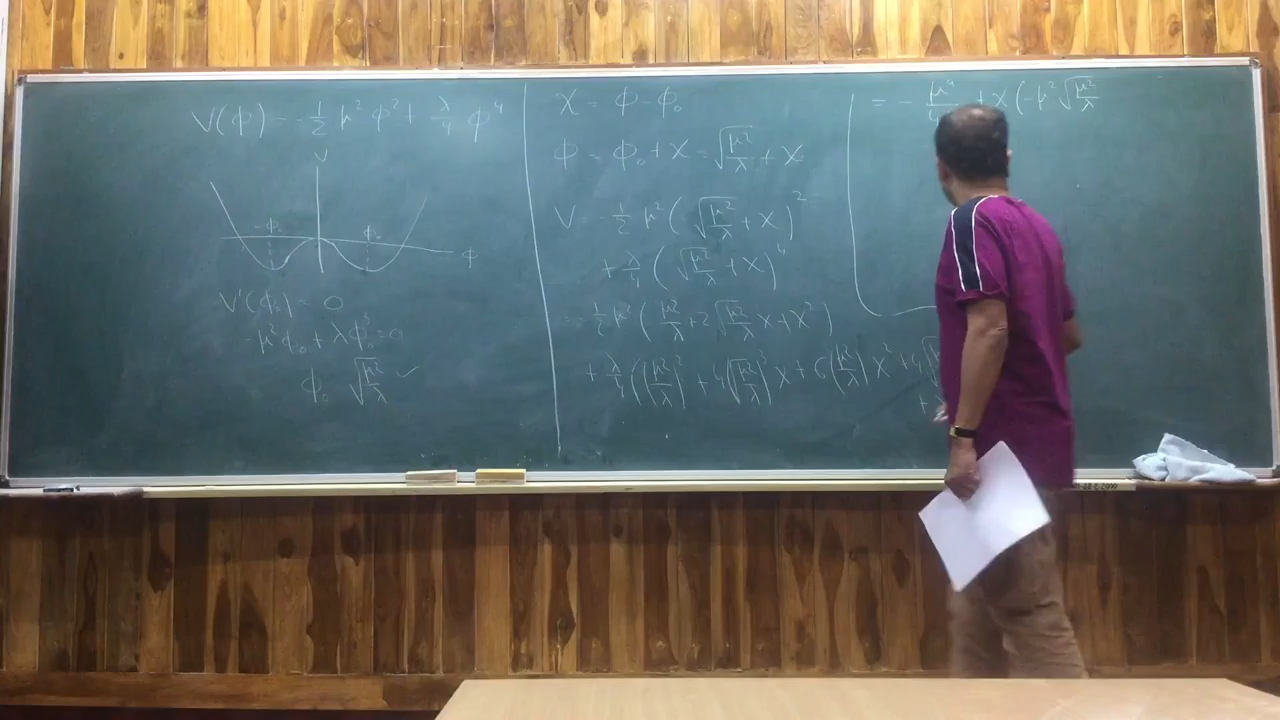 V(ϕ) = -½ μ² ϕ² + λ/4 ϕ⁴
V
-ϕ₀ ϕ₀
ϕ
V'(ϕ₀) = 0
-μ²ϕ₀ + λϕ₀³ = 0
ϕ₀ √(μ²/λ) ✓
χ = ϕ - ϕ₀
ϕ = ϕ₀ + χ = √(μ²/λ) + χ
V = -½ μ² (√(μ²/λ) + χ)²
+ λ/4 (√(μ²/λ) + χ)⁴
= -½ μ² (μ²/λ + 2√(μ²/λ) χ + χ²)
+ λ/4 ((μ²/λ)² + 4(√(μ²/λ))³ χ + 6(μ²/λ) χ² + 4√
+
= - μ⁴/4 + χ (-μ² √(μ²/λ)